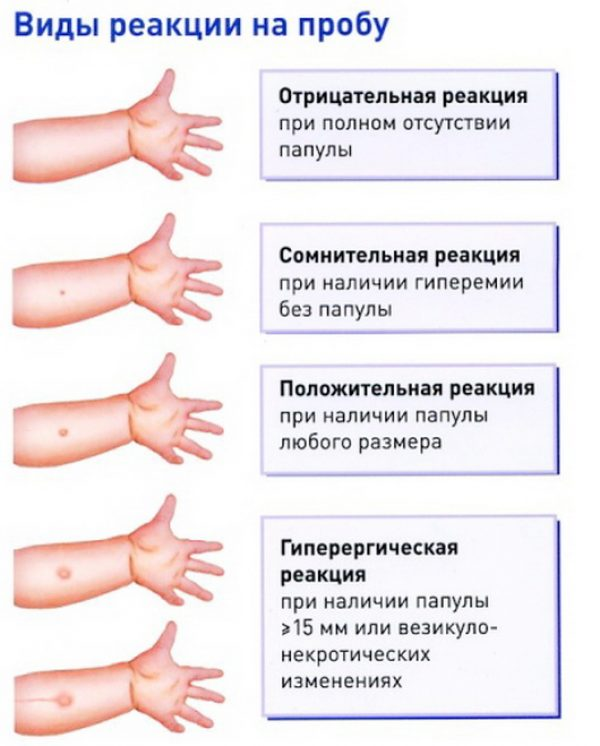 Виды реакции на пробу
Отрицательная реакция
при полном отсутствии
папулы
Сомнительная реакция
при наличии гиперемии
без папулы
Положительная реакция
при наличии папулы
любого размера
Гиперергическая
реакция
при наличии папулы
≥15 мм или везикуло-
некротических
изменениях